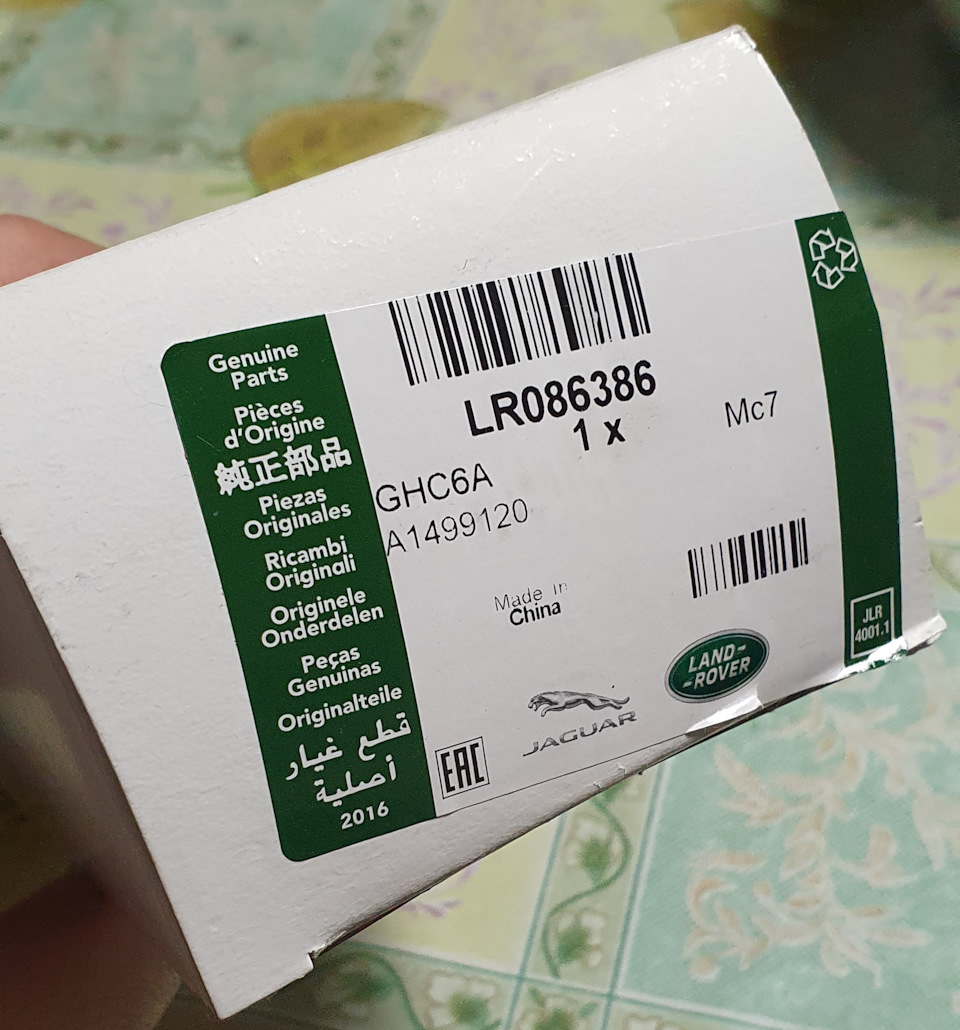 Genuine
Parts
Pièces
d'Origine
純正部品
Piezas
Originales
Ricambi
Originali
Originele
Onderdelen
Peças
Genuinas
Originalteile
قطع غيار
أصلية
2016
LR086386
1 x
Mc7
GHC6A
A1499120
Made in
China
EAC
JAGUAR
LAND-
-ROVER
JLR
4001.1